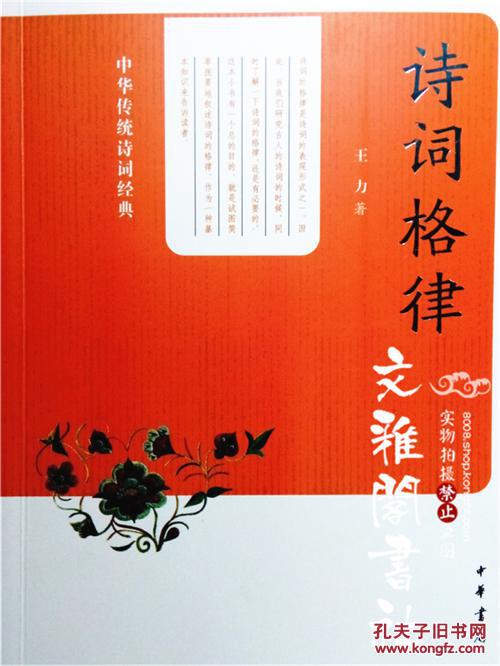 诗词格律
王力 著
诗词的格律是诗词的表现形式之一，因
此，当我们研究古人的诗词的时候，同
时了解一下诗词的格律，还是有必要的。
这本小书有一个总的目的，就是试图简
单扼要地叙述诗词的格律，作为一种基
本知识来告诉读者。
中华传统诗词经典
文雅閣書
8008.shop.kongfz.com
实物拍摄禁止图
中华书局
孔夫子旧书网
www.kongfz.com